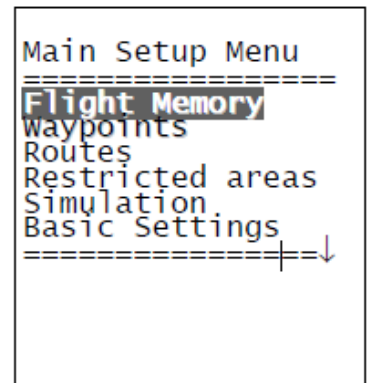 Main Setup Menu
=================
Flight Memory
Waypoints
Routes
Restricted areas
Simulation
Basic Settings
================↓